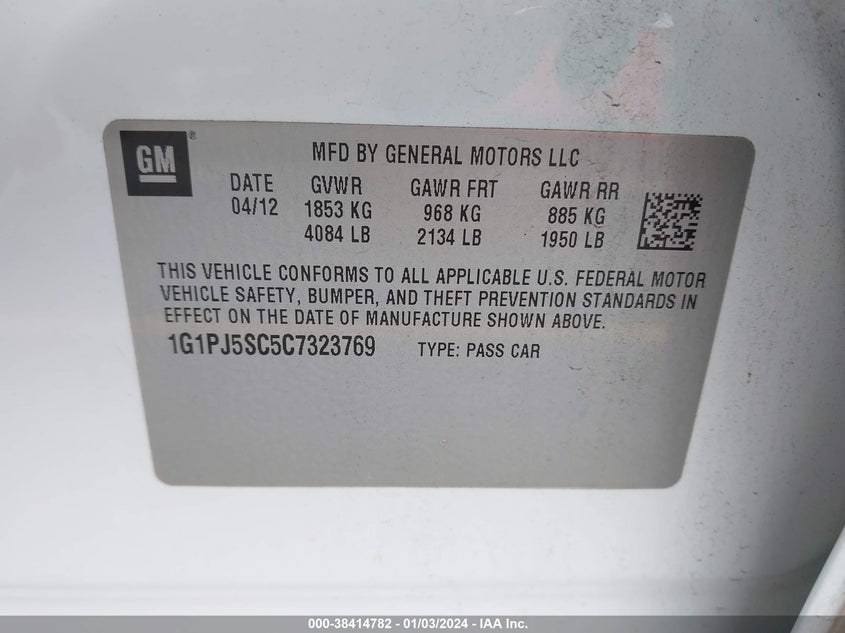 GM ®
MFD BY GENERAL MOTORS LLC
DATE GVWR GAWR FRT GAWR RR
04/12 1853 KG 968 KG 885 KG
4084 LB 2134 LB 1950 LB
THIS VEHICLE CONFORMS TO ALL APPLICABLE U.S. FEDERAL MOTOR
VEHICLE SAFETY, BUMPER, AND THEFT PREVENTION STANDARDS IN
EFFECT ON THE DATE OF MANUFACTURE SHOWN ABOVE.
1G1PJ5SC5C7323769 TYPE: PASS CAR
000-38414782 - 01/03/2024 - IAA Inc.